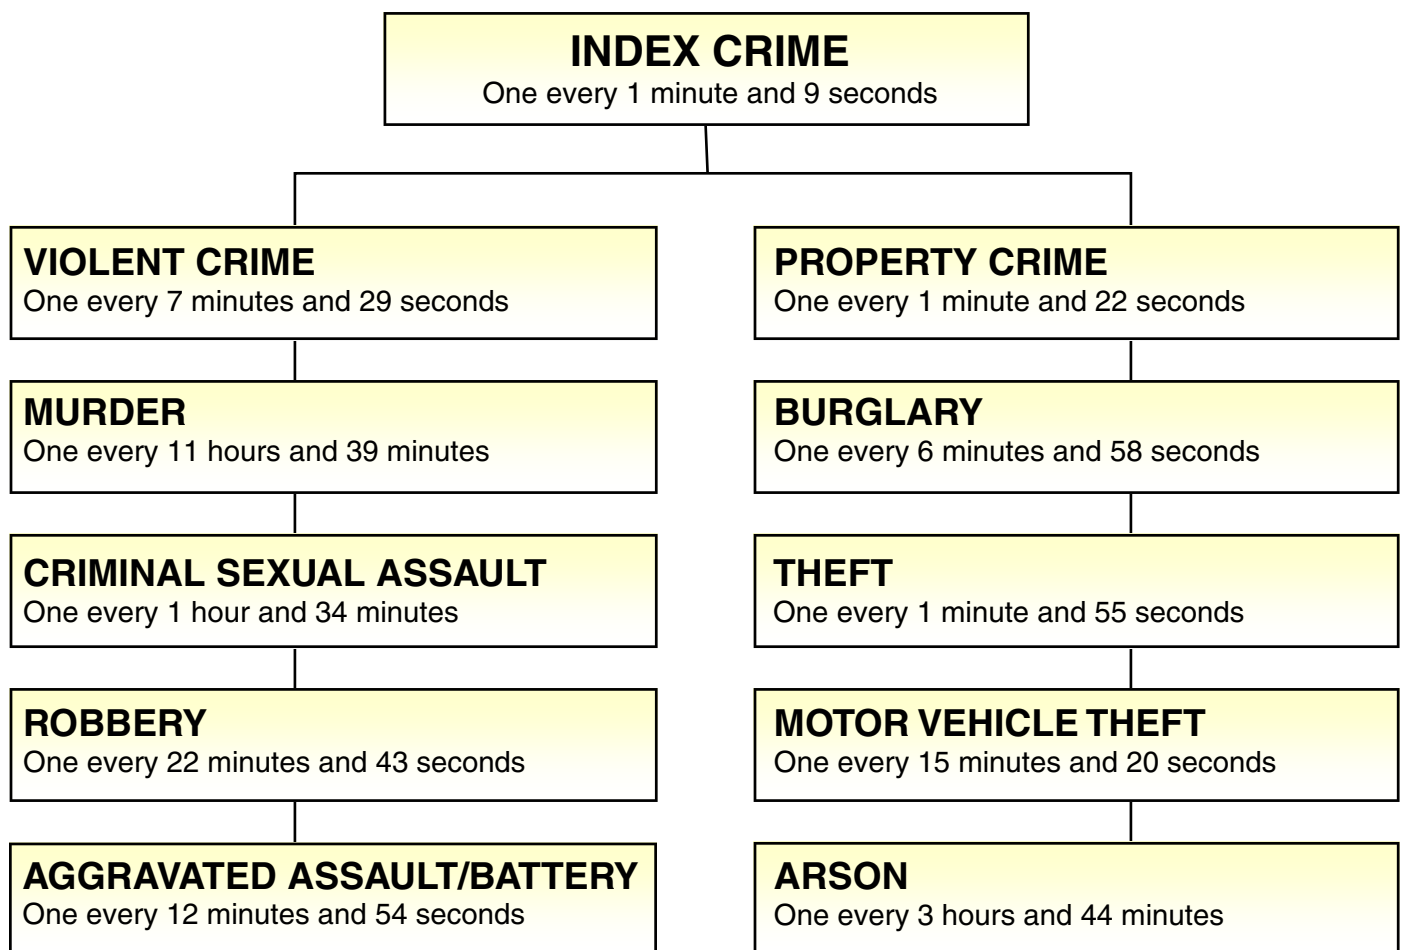 INDEX CRIME
One every 1 minute and 9 seconds
VIOLENT CRIME
One every 7 minutes and 29 seconds
MURDER
One every 11 hours and 39 minutes
CRIMINAL SEXUAL ASSAULT
One every 1 hour and 34 minutes
ROBBERY
One every 22 minutes and 43 seconds
AGGRAVATED ASSAULT/BATTERY
One every 12 minutes and 54 seconds
PROPERTY CRIME
One every 1 minute and 22 seconds
BURGLARY
One every 6 minutes and 58 seconds
THEFT
One every 1 minute and 55 seconds
MOTOR VEHICLE THEFT
One every 15 minutes and 20 seconds
ARSON
One every 3 hours and 44 minutes